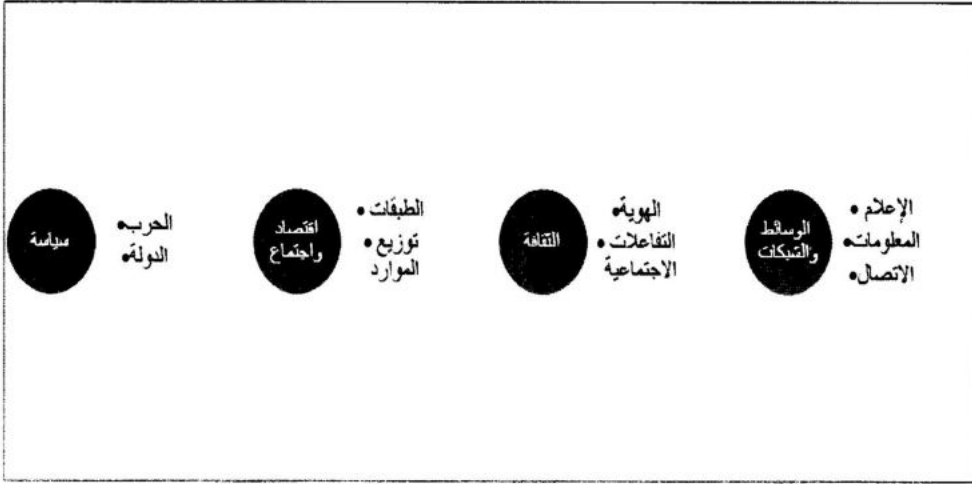 سياسة
الحرب•
الدولة•
اقتصاد
واجتماع
الطبقات •
توزيع •
الموارد
الثقافة
الهوية•
التفاعلات •
الاجتماعية
الوسائط
والشبكات
الإعلام •
المعلومات•
الاتصال•